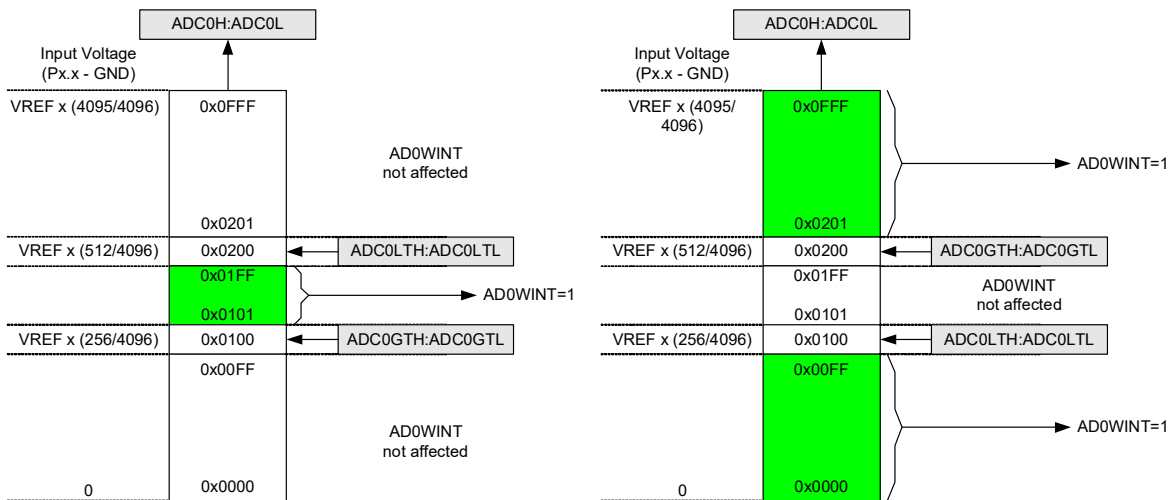 ADC0H:ADC0L
Input Voltage
(Px.x - GND)
VREF x (4095/4096)
0x0FFF
AD0WINT
not affected
0x0201
VREF x (512/4096)
0x0200
ADC0LTH:ADC0LTL
0x01FF
AD0WINT=1
0x0101
VREF x (256/4096)
0x0100
ADC0GTH:ADC0GTL
0x00FF
AD0WINT
not affected
0
0x0000
ADC0H:ADC0L
Input Voltage
(Px.x - GND)
VREF x (4095/
4096)
0x0FFF
AD0WINT=1
0x0201
VREF x (512/4096)
0x0200
ADC0GTH:ADC0GTL
0x01FF
AD0WINT
not affected
0x0101
VREF x (256/4096)
0x0100
ADC0LTH:ADC0LTL
0x00FF
AD0WINT=1
0
0x0000